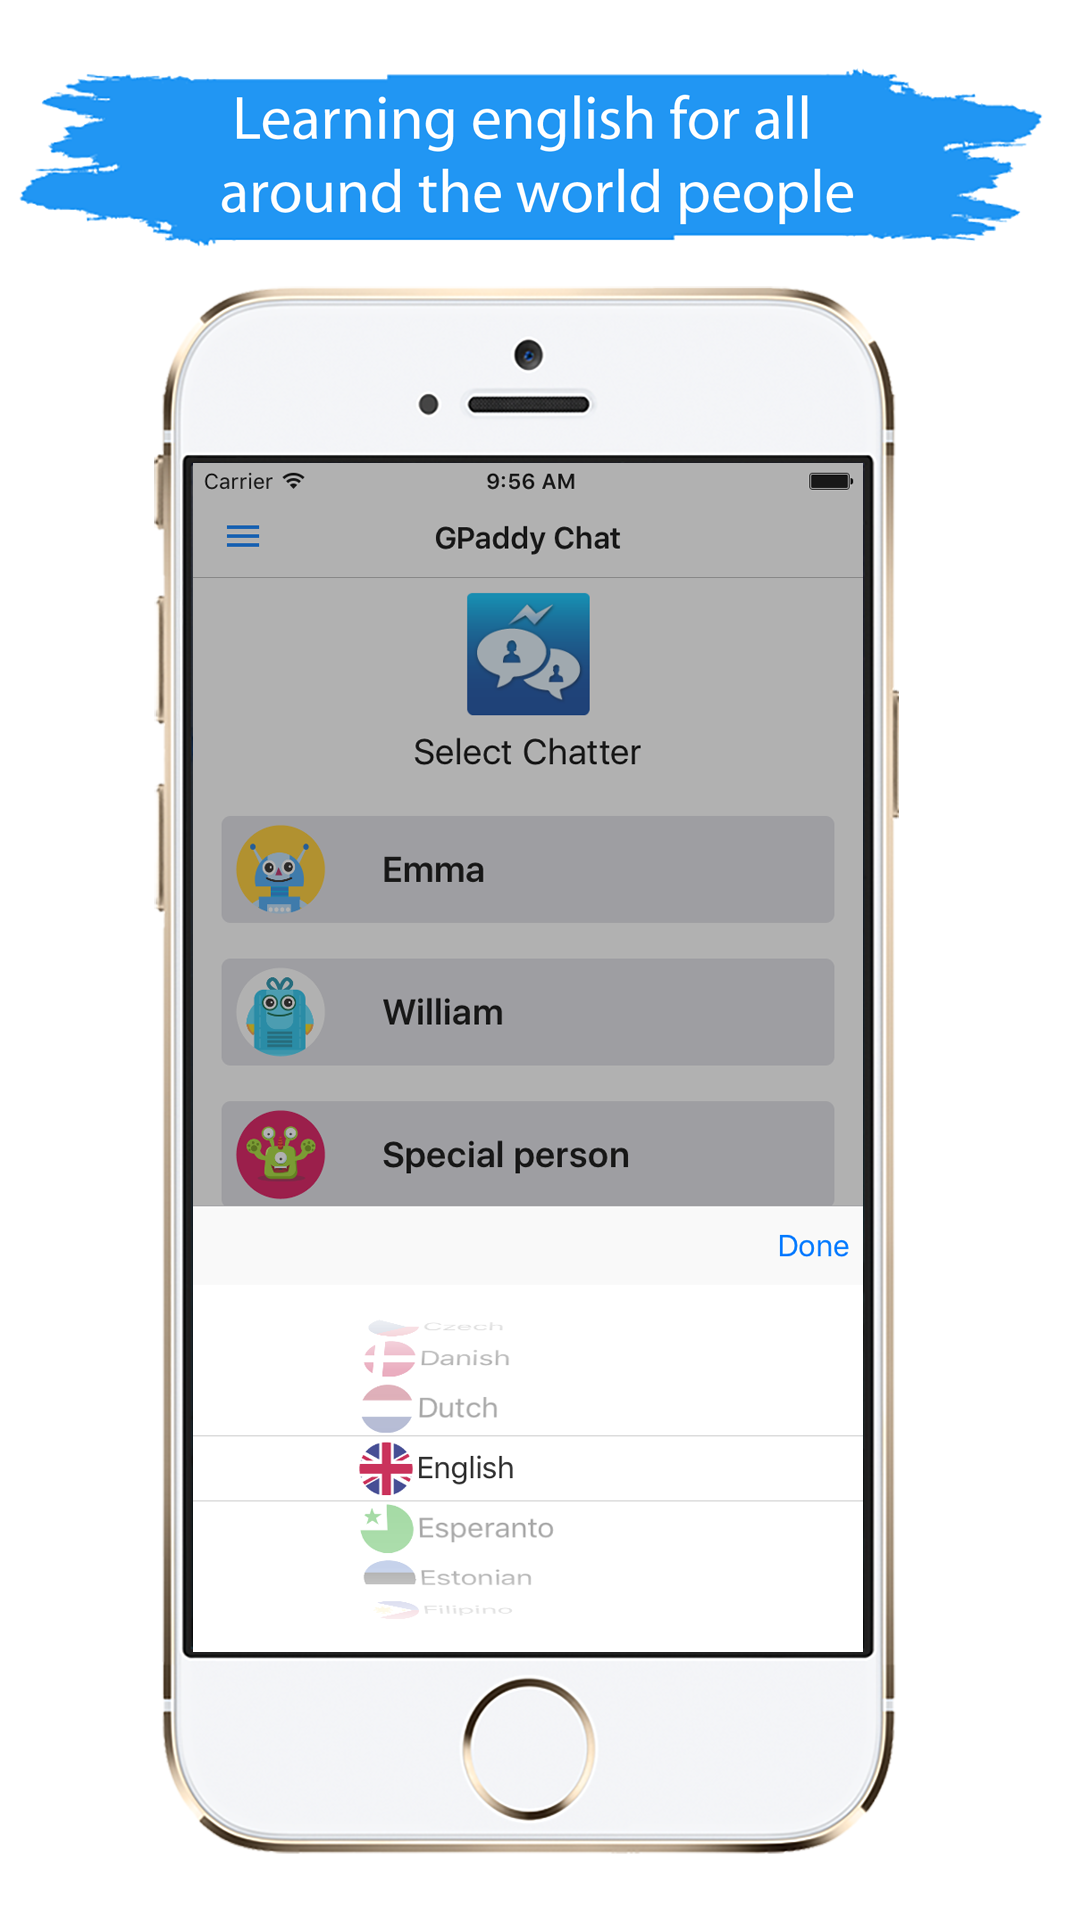 Learning english for all
around the world people
Carrier 9:56 AM
GPaddy Chat
Select Chatter
Emma
William
Special person
Done
Czech
Danish
Dutch
English
Esperanto
Estonian
Filipino